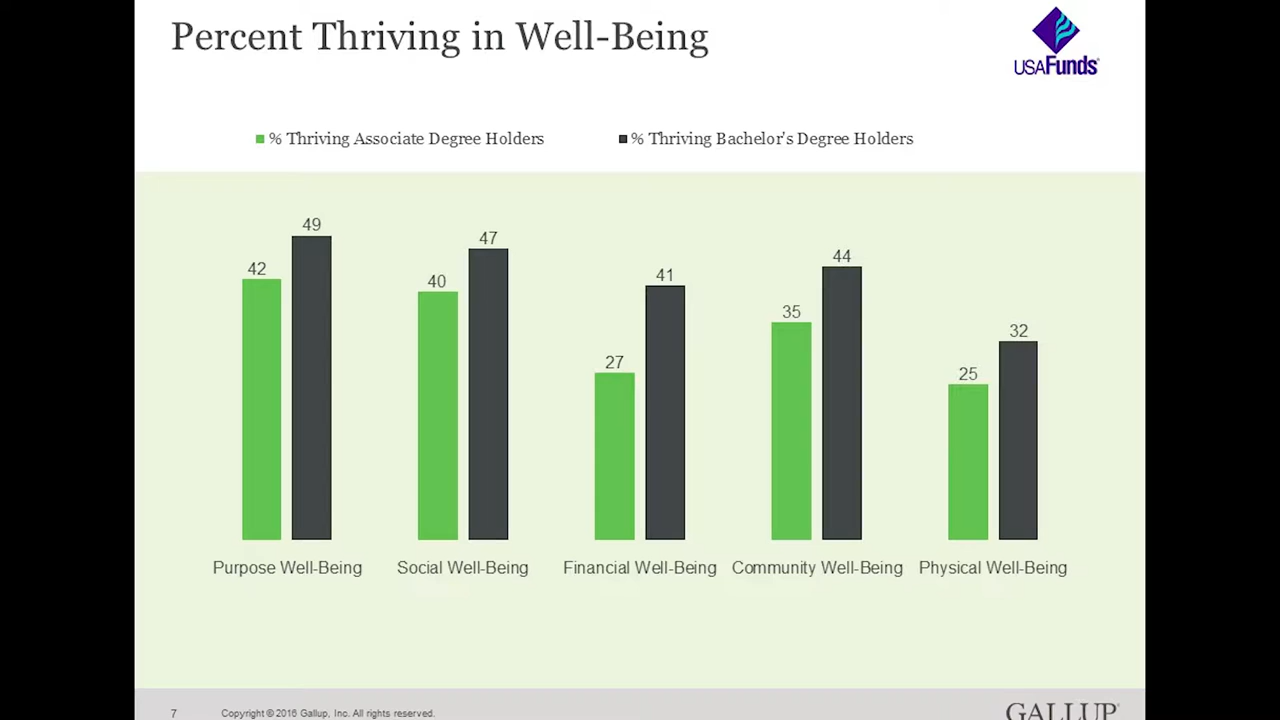 Percent Thriving in Well-Being
USAFunds®
% Thriving Associate Degree Holders
% Thriving Bachelor's Degree Holders
49
42
47
40
41
27
44
35
32
25
Purpose Well-Being
Social Well-Being
Financial Well-Being
Community Well-Being
Physical Well-Being
7
Copyright © 2016 Gallup, Inc. All rights reserved.
GALLUP®